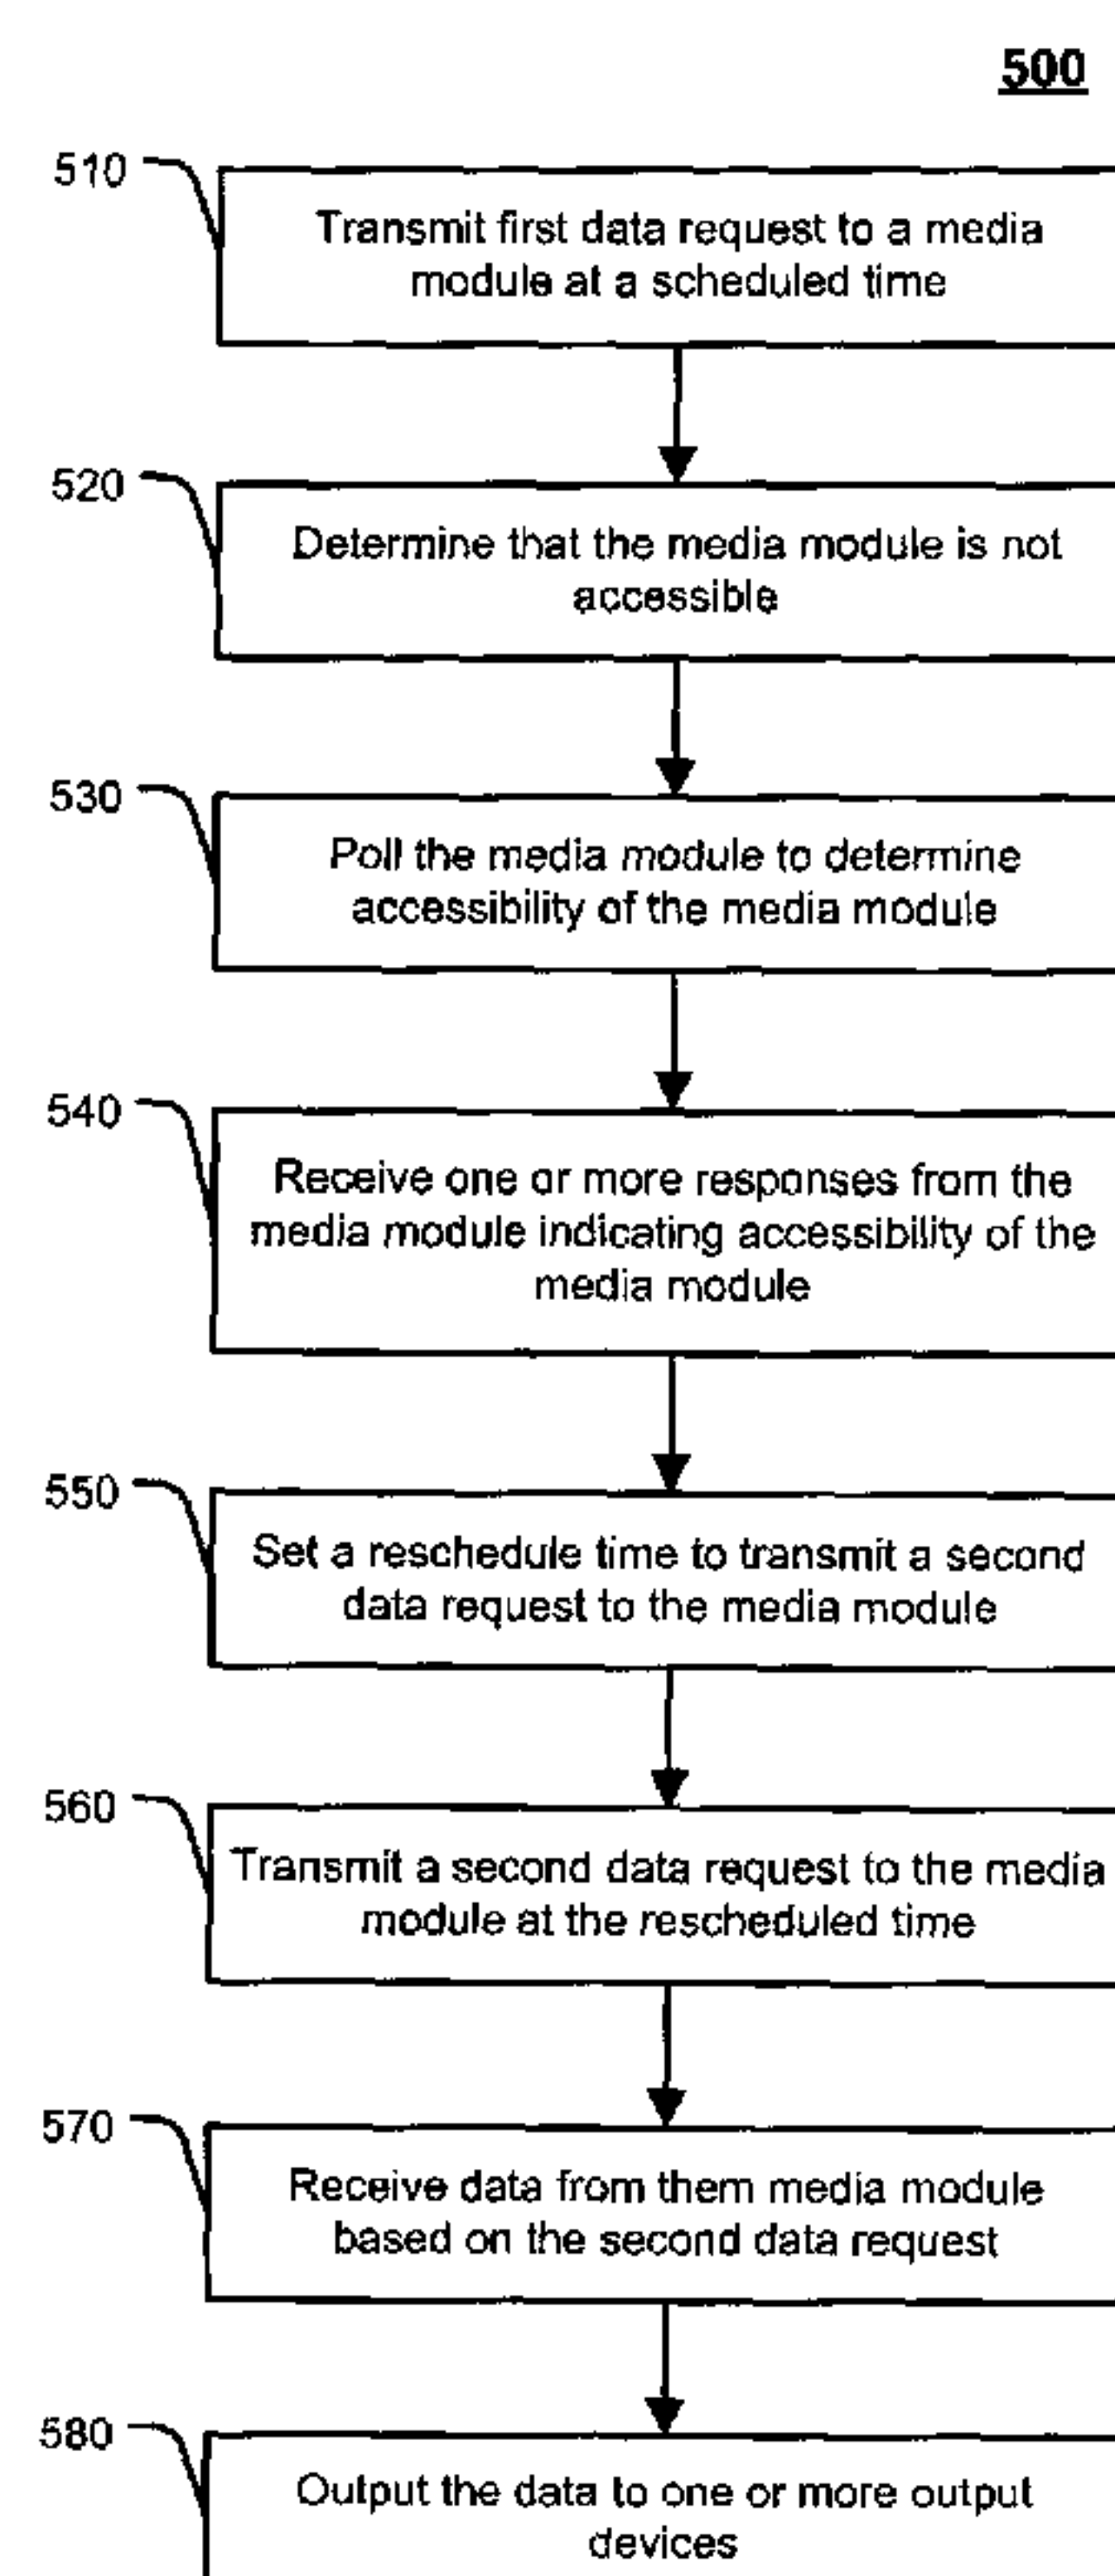 500
510
Transmit first data request to a media
module at a scheduled time
520
Determine that the media module is not
accessible
530
Poll the media module to determine
accessibility of the media module
540
Receive one or more responses from the
media module indicating accessibility of the
media module
550
Set a reschedule time to transmit a second
data request to the media module
560
Transmit a second data request to the media
module at the rescheduled time
570
Receive data from them media module
based on the second data request
580
Output the data to one or more output
devices